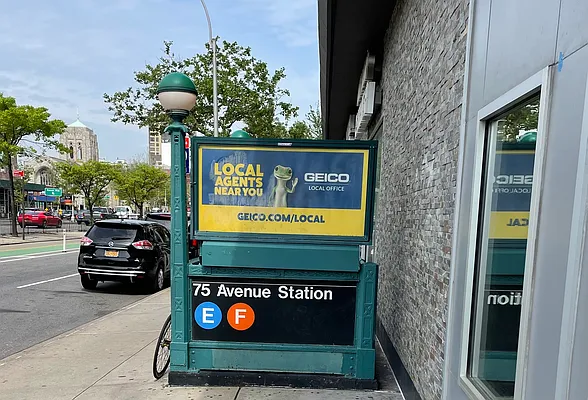 LOCAL
AGENTS
NEAR YOU
GEICO
LOCAL OFFICE
GEICO.COM/LOCAL
75 Avenue Station
E F